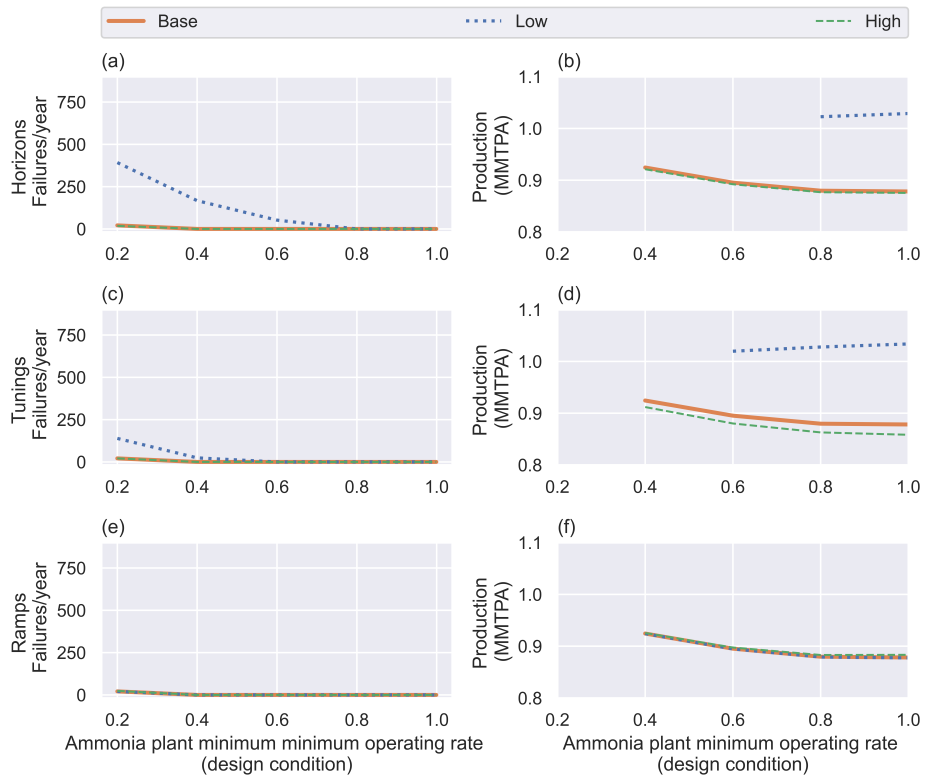 Base Low High
(a) (b)
Horizons
Failures/year
750
500
250
0
0.2 0.4 0.6 0.8 1.0
Production
(MMTPA)
1.1
1.0
0.9
0.8
0.2 0.4 0.6 0.8 1.0
(c) (d)
Tunings
Failures/year
750
500
250
0
0.2 0.4 0.6 0.8 1.0
Production
(MMTPA)
1.1
1.0
0.9
0.8
0.2 0.4 0.6 0.8 1.0
(e) (f)
Ramps
Failures/year
750
500
250
0
0.2 0.4 0.6 0.8 1.0
Ammonia plant minimum minimum operating rate
(design condition)
Production
(MMTPA)
1.1
1.0
0.9
0.8
0.2 0.4 0.6 0.8 1.0
Ammonia plant minimum operating rate
(design condition)